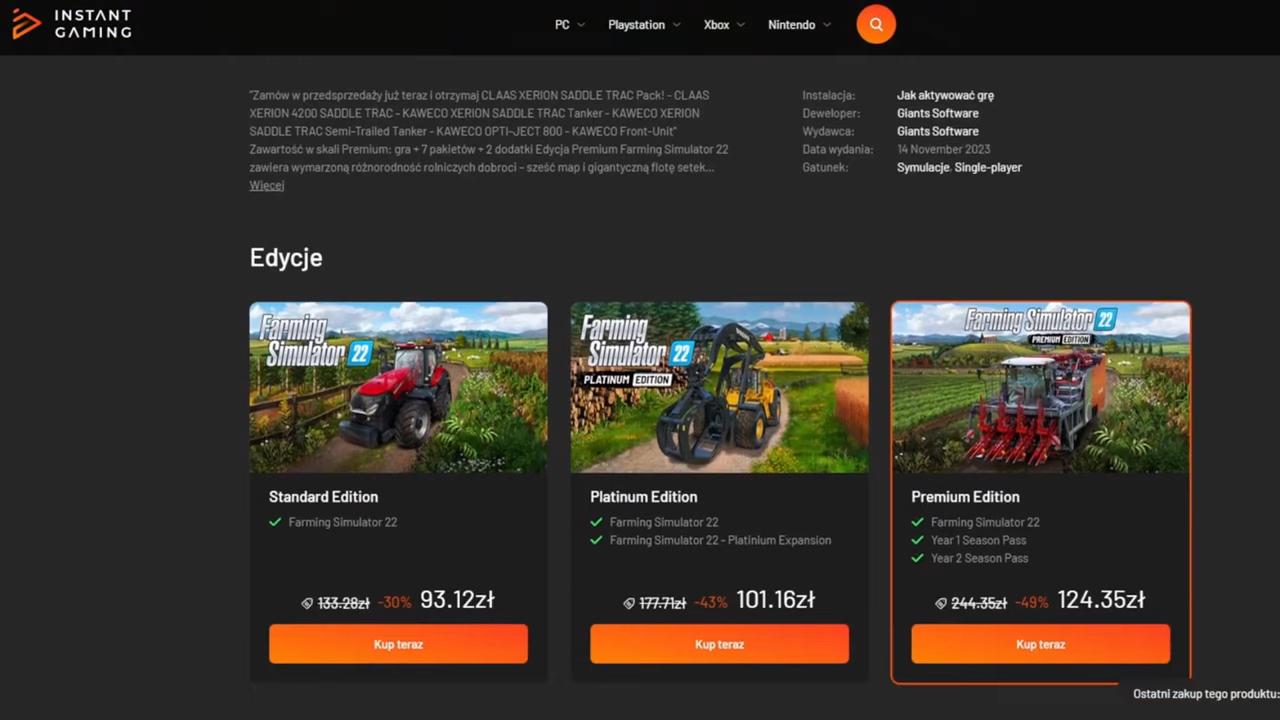 INSTANT
GAMING
PC
Playstation
Xbox
Nintendo
"Zamów w przedsprzedaży już teraz i otrzymaj CLAAS XERION SADDLE TRAC Pack! - CLAAS
XERION 4200 SADDLE TRAC - KAWECO XERION SADDLE TRAC Tanker - KAWECO XERION
SADDLE TRAC Semi-Trailed Tanker - KAWECO OPTI-JECT 800 - KAWECO Front-Unit"
Zawartość w skali Premium: gra + 7 pakietów + 2 dodatki Edycja Premium Farming Simulator 22
zawiera wymarzoną różnorodność rolniczych dobroci – sześć map i gigantyczną flotę setek...
Więcej
Instalacja: Jak aktywować grę
Deweloper: Giants Software
Wydawca: Giants Software
Data wydania: 14 November 2023
Gatunek: Symulacje, Single-player
Edycje
Farming
Simulator 22
Standard Edition
Farming Simulator 22
133.28zł -30% 93.12zł
Kup teraz
Farming
Simulator 22
PLATINUM EDITION
Platinum Edition
Farming Simulator 22
Farming Simulator 22 - Platinium Expansion
177.71zł -43% 101.16zł
Kup teraz
Farming Simulator 22
PREMIUM EDITION
Premium Edition
Farming Simulator 22
Year 1 Season Pass
Year 2 Season Pass
244.35zł -49% 124.35zł
Kup teraz
Ostatni zakup tego produktu: